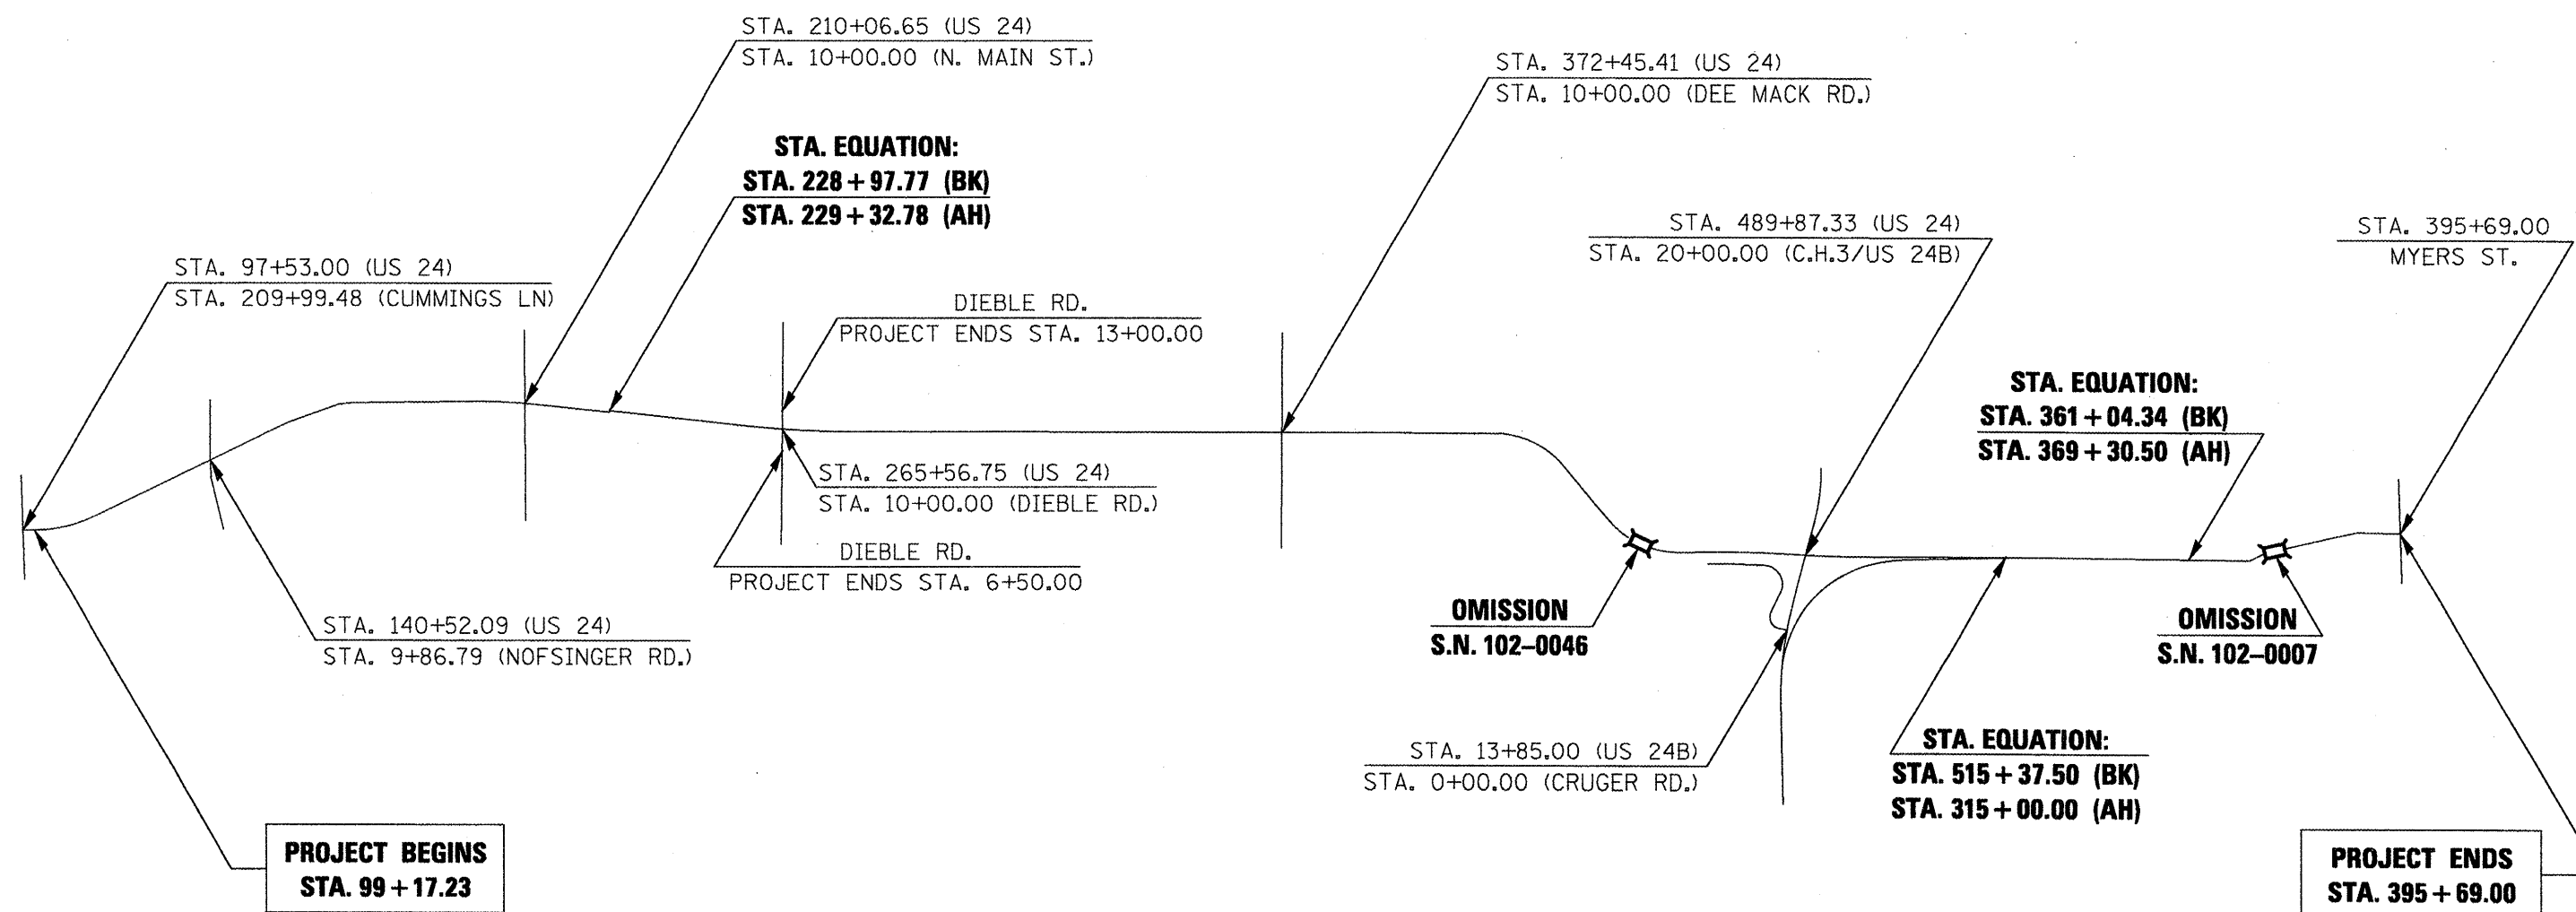 STA. 210+06.65 (US 24)
STA. 10+00.00 (N. MAIN ST.)
STA. 372+45.41 (US 24)
STA. 10+00.00 (DEE MACK RD.)
STA. EQUATION:
STA. 228+97.77 (BK)
STA. 229+32.78 (AH)
STA. 489+87.33 (US 24)
STA. 20+00.00 (C.H.3/US 24B)
STA. 395+69.00
MYERS ST.
STA. 97+53.00 (US 24)
STA. 209+99.48 (CUMMINGS LN)
DIEBLE RD.
PROJECT ENDS STA. 13+00.00
STA. EQUATION:
STA. 361+04.34 (BK)
STA. 369+30.50 (AH)
STA. 265+56.75 (US 24)
STA. 10+00.00 (DIEBLE RD.)
DIEBLE RD.
PROJECT ENDS STA. 6+50.00
STA. 140+52.09 (US 24)
STA. 9+86.79 (NOFSINGER RD.)
OMISSION
S.N. 102-0046
OMISSION
S.N. 102-0007
STA. 13+85.00 (US 24B)
STA. 0+00.00 (CRUGER RD.)
STA. EQUATION:
STA. 515+37.50 (BK)
STA. 315+00.00 (AH)
PROJECT BEGINS
STA. 99+17.23
PROJECT ENDS
STA. 395+69.00